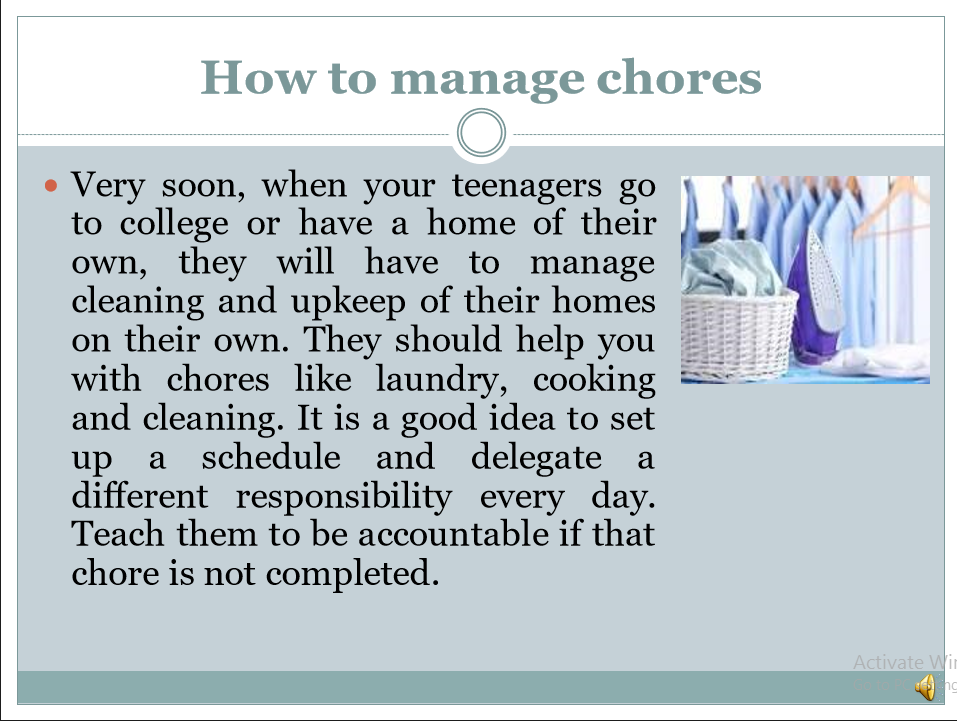 How to manage chores
Very soon, when your teenagers go
to college or have a home of their
own, they will have to manage
cleaning and upkeep of their homes
on their own. They should help you
with chores like laundry, cooking
and cleaning. It is a good idea to set
up a schedule and delegate a
different responsibility every day.
Teach them to be accountable if that
chore is not completed.
Activate